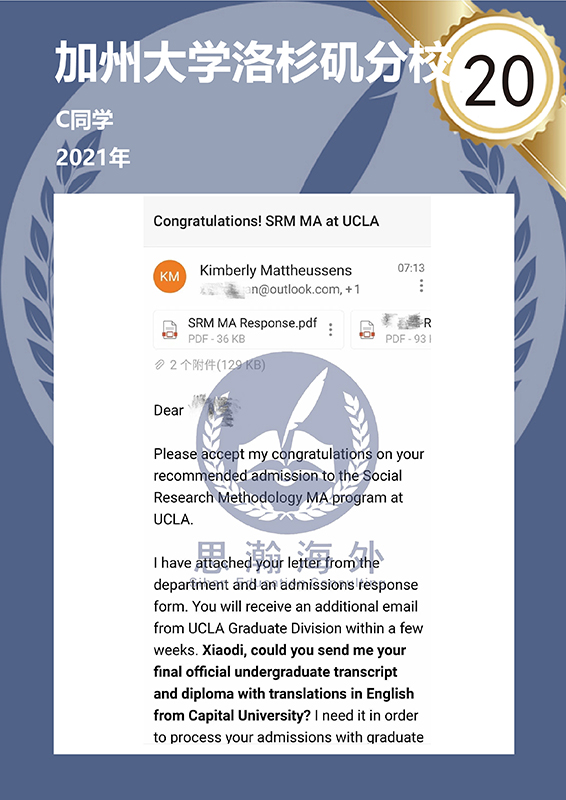 加州大学洛杉矶分校
20
C同学
2021年
Congratulations! SRM MA at UCLA
KM
Kimberly Mattheussens
07:13
an@outlook.com, +1
SRM MA Response.pdf
PDF - 36 KB
-R
PDF - 93 
2 个附件(129 KB)
Dear
Please accept my congratulations on your
recommended admission to the Social
Research Methodology MA program at
UCLA.
思瀚海外
I have attached your letter from the
department and an admissions response
form. You will receive an additional email
from UCLA Graduate Division within a few
weeks. Xiaodi, could you send me your
final official undergraduate transcript
and diploma with translations in English
from Capital University? I need it in order
to process your admissions with graduate